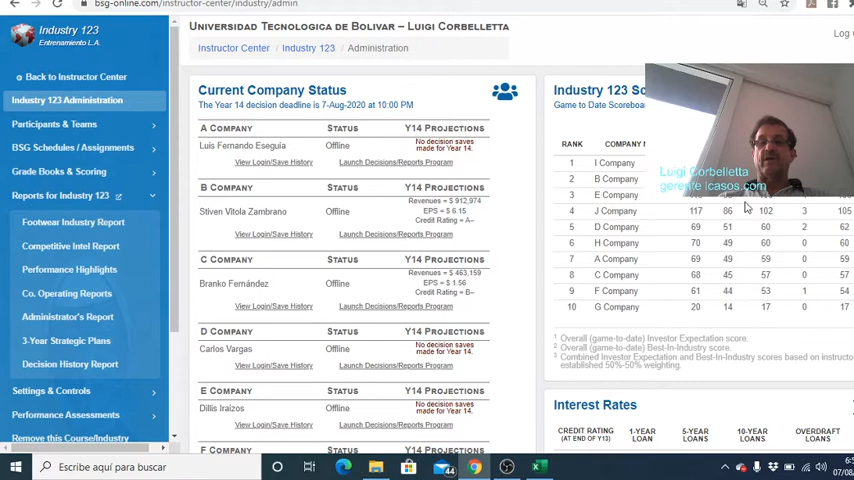 bsg-online.com/instructor-center/industry/admin
Industry 123
Entrenamiento L.A.
Back to Instructor Center
Industry 123 Administration
Participants & Teams
BSG Schedules / Assignments
Grade Books & Scoring
Reports for Industry 123
Footwear Industry Report
Competitive Intel Report
Performance Highlights
Co. Operating Reports
Administrator's Report
3-Year Strategic Plans
Decision History Report
Settings & Controls
Performance Assessments
Remove this Course/Industry
Universidad Tecnologica de Bolivar – Luigi Corbelletta
Instructor Center / Industry 123 / Administration
Log
Current Company Status
The Year 14 decision deadline is 7-Aug-2020 at 10:00 PM
A Company Status Y14 Projections
Luis Fernando Eseguia Offline No decision saves made for Year 14.
View Login/Save History Launch Decisions/Reports Program
B Company Status Y14 Projections
Stiven Vitola Zambrano Offline Revenues = $ 912,974
EPS = $ 6.15
Credit Rating = A–
View Login/Save History Launch Decisions/Reports Program
C Company Status Y14 Projections
Branko Fernández Offline Revenues = $ 463,159
EPS = $ 1.56
Credit Rating = B–
View Login/Save History Launch Decisions/Reports Program
D Company Status Y14 Projections
Carlos Vargas Offline No decision saves made for Year 14.
View Login/Save History Launch Decisions/Reports Program
E Company Status Y14 Projections
Dillis Iraizos Offline No decision saves made for Year 14.
View Login/Save History Launch Decisions/Reports Program
F Company Status Y14 Projections
Industry 123 Sc
Game to Date Scoreboa
Luigi Corbelletta
gerente icasos.com
Rank Company N
1 I Company
2 B Company
3 E Company
4 J Company 117 86 102 3 105
5 D Company 69 51 60 2 62
6 H Company 70 49 60 0 60
7 A Company 69 49 59 0 59
8 C Company 68 45 57 0 57
9 F Company 61 44 53 1 54
10 G Company 20 14 17 0 17
1 Overall (game-to-date) Investor Expectation score.
2 Overall (game-to-date) Best-In-Industry score.
3 Combined Investor Expectation and Best-In-Industry scores based on instructo
established 50%-50% weighting.
Interest Rates
Credit Rating (at end of Y13) 1-Year Loans 5-Year Loans 10-Year Loans Overdraft Loans
Escribe aquí para buscar
44
6:5
07/08/